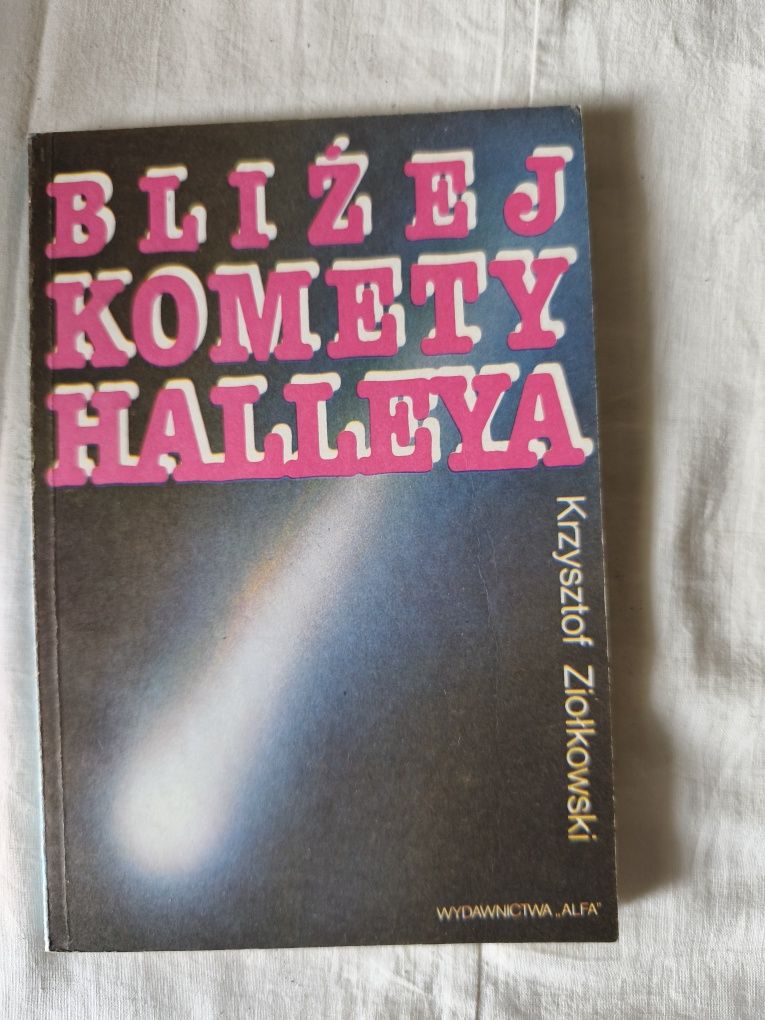 BLIŻEJ
KOMETY
HALLEYA
Krzysztof Ziołkowski
WYDAWNICTWA „ALFA”